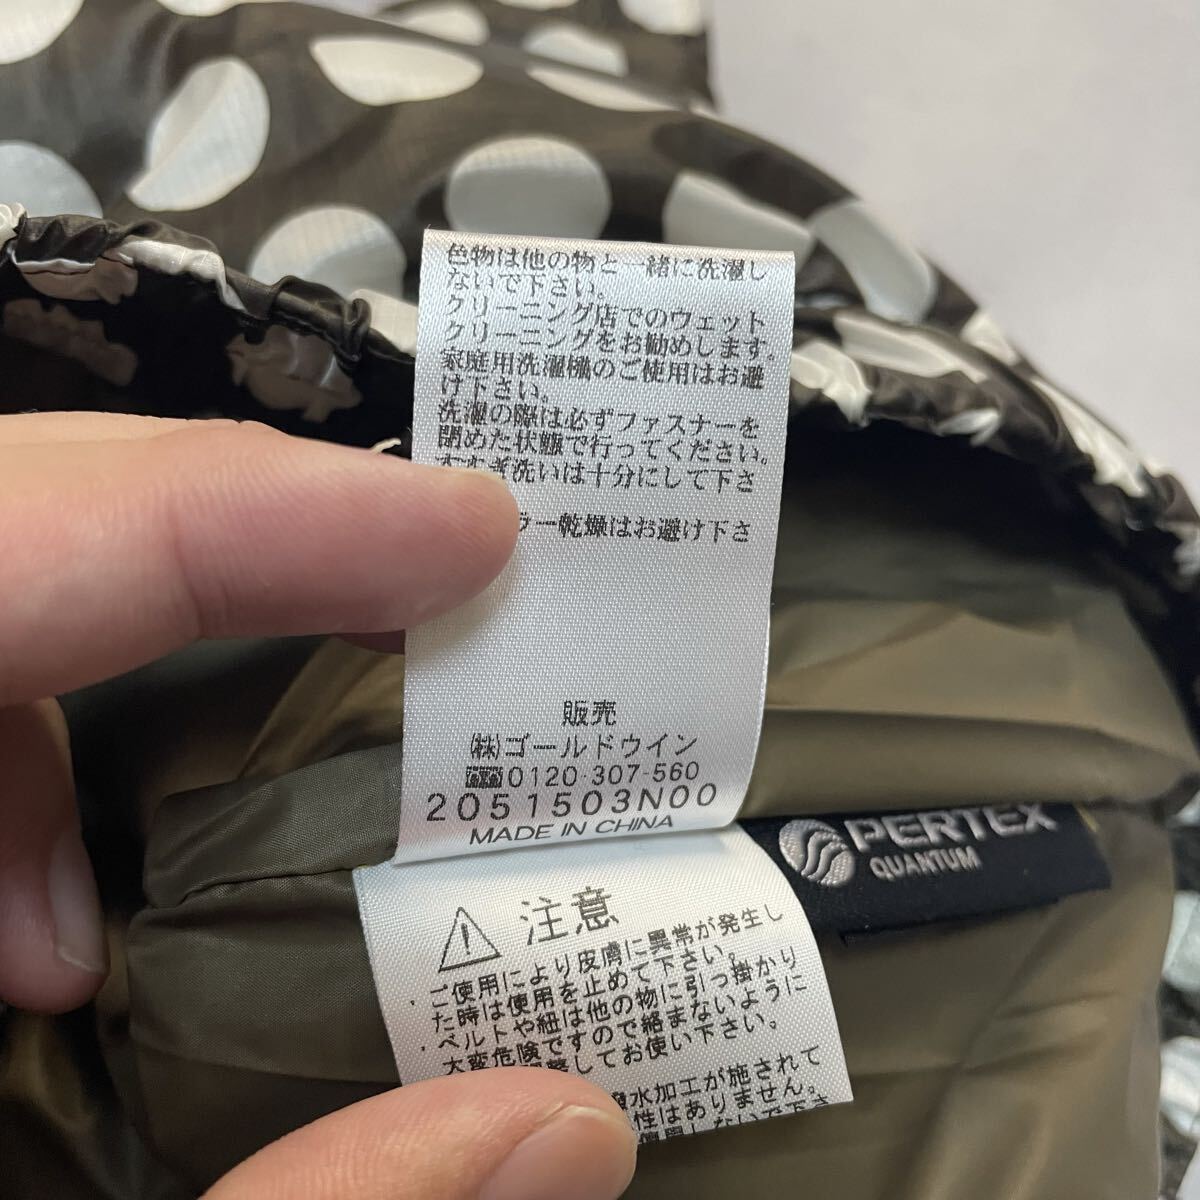 色物は他の物と一緒に洗濯し
ないで下さい。
クリーニング店でのウェット
クリーニングをお勧めします。
家庭用洗濯機のご使用はお避
け下さい。
洗濯の際は必ずファスナーを
閉めた状態で行ってください。
すすぎ洗いは十分にして下さ
ラー乾燥はお避け下さ
販売
㈱ゴールドウイン
0120-307-560
2051503N00
MADE IN CHINA
PERTEX
QUANTUM
注意
・ご使用により皮膚に異常が発生し
た時は使用を止めて下さい。
・ベルトや紐は他の物に引っ掛かり
大変危険ですので絡まないように
してお使い下さい。
水加工が施されて
性はありません。
使用しないで下さ